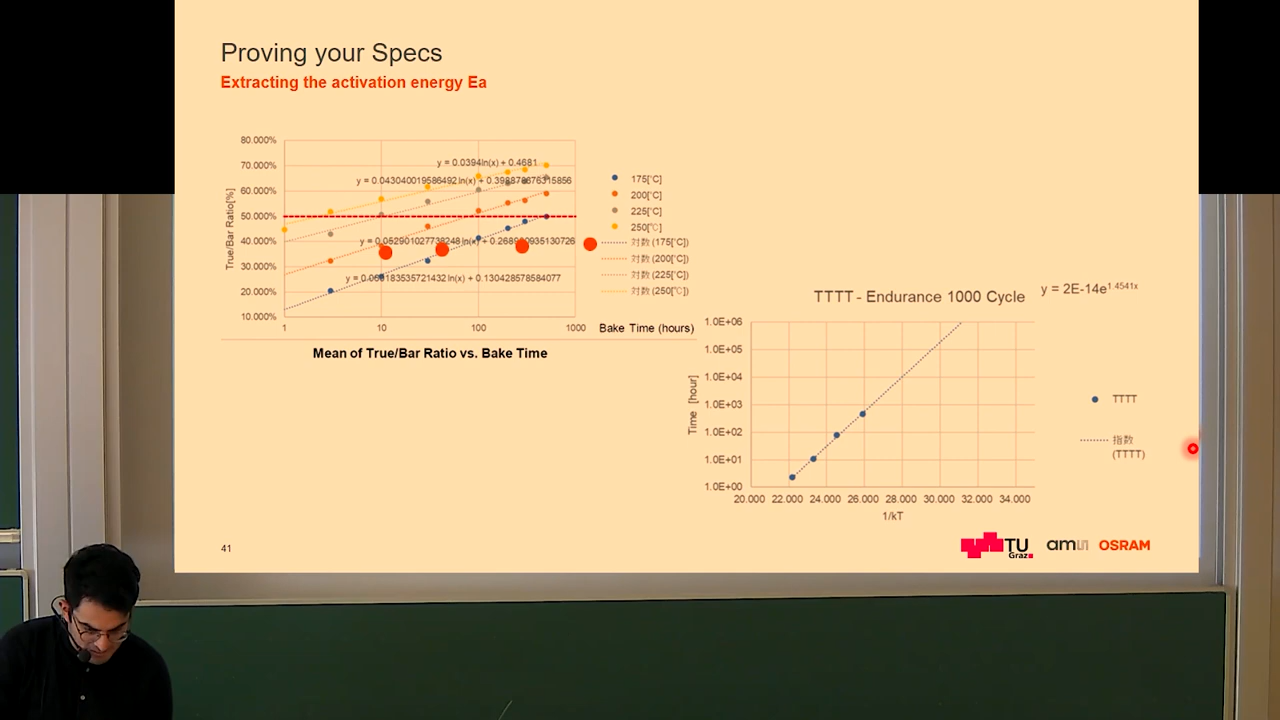 Proving your Specs
Extracting the activation energy Ea
80.000%
70.000%
60.000%
50.000%
40.000%
30.000%
20.000%
10.000%
True/Bar Ratio[%]
y = 0.0394ln(x) + 0.4681
1
10
100
1000
Bake Time (hours)
175[℃]
200[℃]
225[℃]
250[℃]
対数 (175[℃])
対数 (200[℃])
対数 (225[℃])
対数 (250[℃])
Mean of True/Bar Ratio vs. Bake Time
TTTT - Endurance 1000 Cycle
y = 2E-14e^1.4541x
1.0E+06
1.0E+05
1.0E+04
1.0E+03
1.0E+02
1.0E+01
1.0E+00
Time [hour]
20.000 22.000 24.000 26.000 28.000 30.000 32.000 34.000
1/kT
TTTT
指数
(TTTT)
41
TU
Graz
am
OSRAM